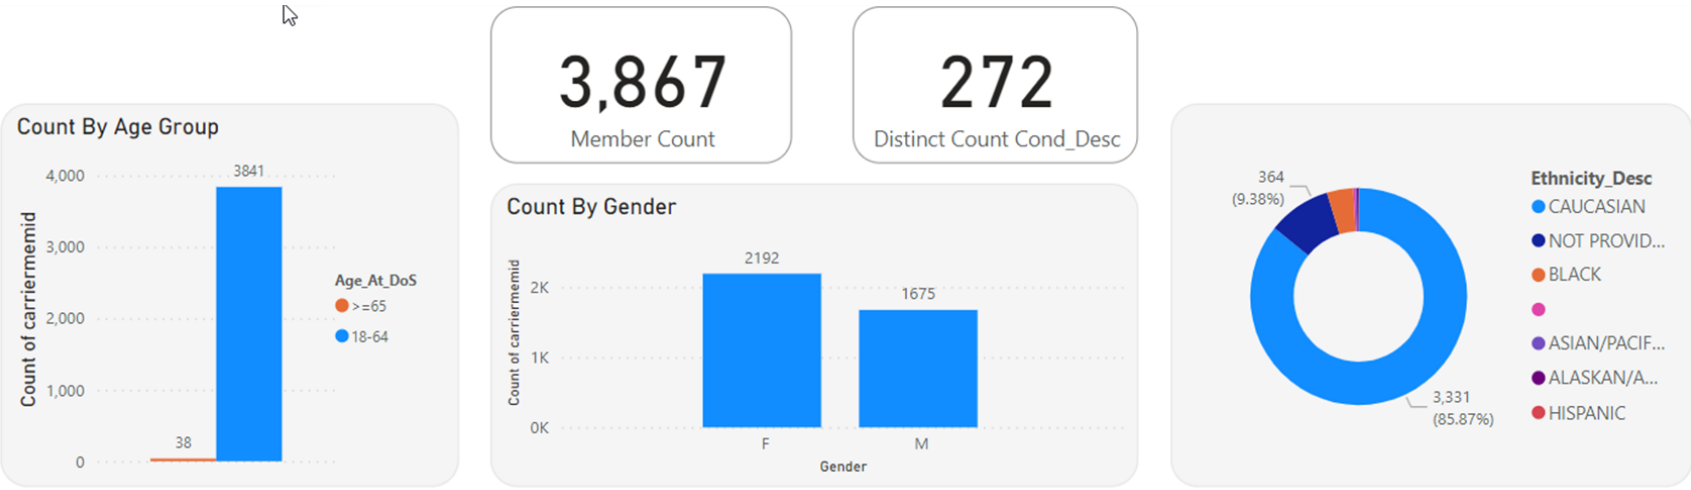 3,867
Member Count
272
Distinct Count Cond_Desc
Count By Age Group
Count of carriermemid
4,000
3,000
2,000
1,000
0
3841
38
Age_At_DoS
>=65
18-64
Count By Gender
Count of carriermemid
2K
1K
0K
2192
1675
F
M
Gender
364
(9.38%)
3,331
(85.87%)
Ethnicity_Desc
CAUCASIAN
NOT PROVID...
BLACK
ASIAN/PACIF...
ALASKAN/A...
HISPANIC